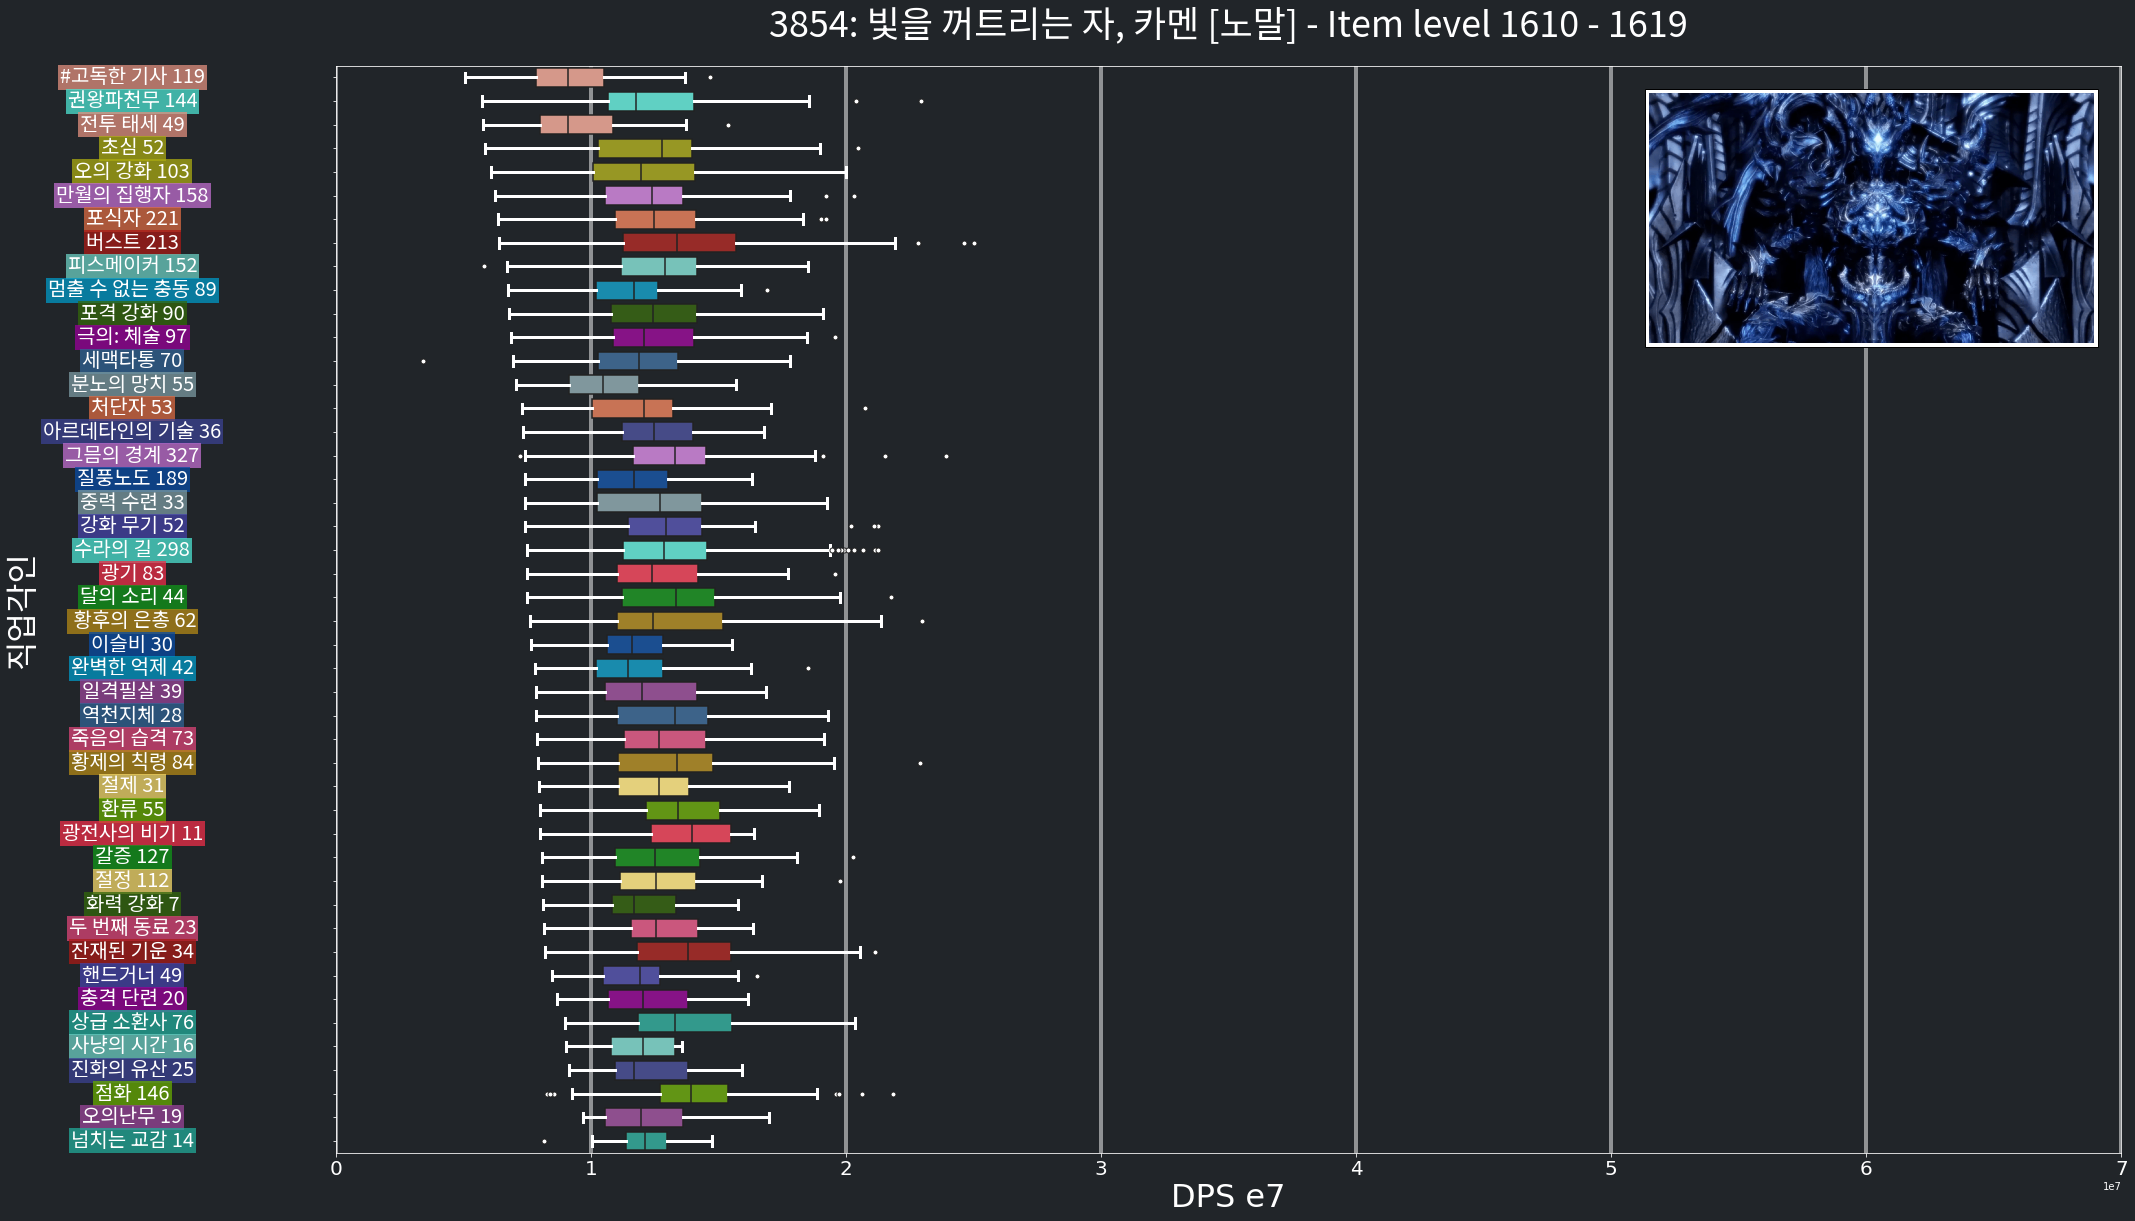 3854: 빛을 꺼트리는 자, 카멘 [노말] - Item level 1610 - 1619
직업각인
#고독한 기사 119
권왕파천무 144
전투 태세 49
초심 52
오의 강화 103
만월의 집행자 158
포식자 221
버스트 213
피스메이커 152
멈출 수 없는 충동 89
포격 강화 90
극의: 체술 97
세맥타통 70
분노의 망치 55
처단자 53
아르데타인의 기술 36
그믐의 경계 327
질풍노도 189
중력 수련 33
강화 무기 52
수라의 길 298
광기 83
달의 소리 44
황후의 은총 62
이슬비 30
완벽한 억제 42
일격필살 39
역천지체 28
죽음의 습격 73
황제의 칙령 84
절제 31
환류 55
광전사의 비기 11
갈증 127
절정 112
화력 강화 7
두 번째 동료 23
잔재된 기운 34
핸드거너 49
충격 단련 20
상급 소환사 76
사냥의 시간 16
진화의 유산 25
점화 146
오의난무 19
넘치는 교감 14
0 1 2 3 4 5 6 7
1e7
DPS e7